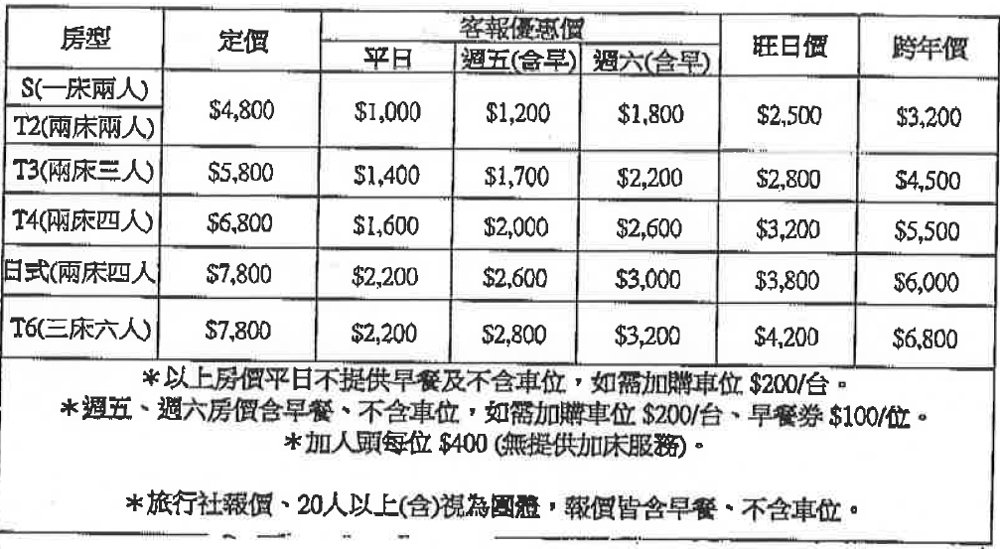 房型 定價 客報優惠價 旺日價 跨年價
平日 週五(含早) 週六(含早)
S(一床兩人) $4,800 $1,000 $1,200 $1,800 $2,500 $3,200
T2(兩床兩人)
T3(兩床三人) $5,800 $1,400 $1,700 $2,200 $2,800 $4,500
T4(兩床四人) $6,800 $1,600 $2,000 $2,600 $3,200 $5,500
日式(兩床四人 $7,800 $2,200 $2,600 $3,000 $3,800 $6,000
T6(三床六人) $7,800 $2,200 $2,800 $3,200 $4,200 $6,800
*以上房價平日不提供早餐及不含車位,如需加購車位 $200/台。
*週五、週六房價含早餐、不含車位,如需加購車位 $200/台、早餐券 $100/位。
*加人頭每位 $400 (無提供加床服務)。
*旅行社報價、20人以上(含)視為團體,報價皆含早餐、不含車位。